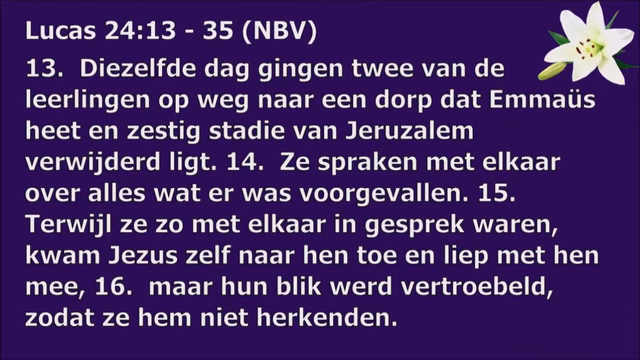 Lucas 24:13 - 35 (NBV)
13.  Diezelfde dag gingen twee van de
leerlingen op weg naar een dorp dat Emmaüs
heet en zestig stadie van Jeruzalem
verwijderd ligt. 14.  Ze spraken met elkaar
over alles wat er was voorgevallen. 15.
Terwijl ze zo met elkaar in gesprek waren,
kwam Jezus zelf naar hen toe en liep met hen
mee, 16.  maar hun blik werd vertroebeld,
zodat ze hem niet herkenden.